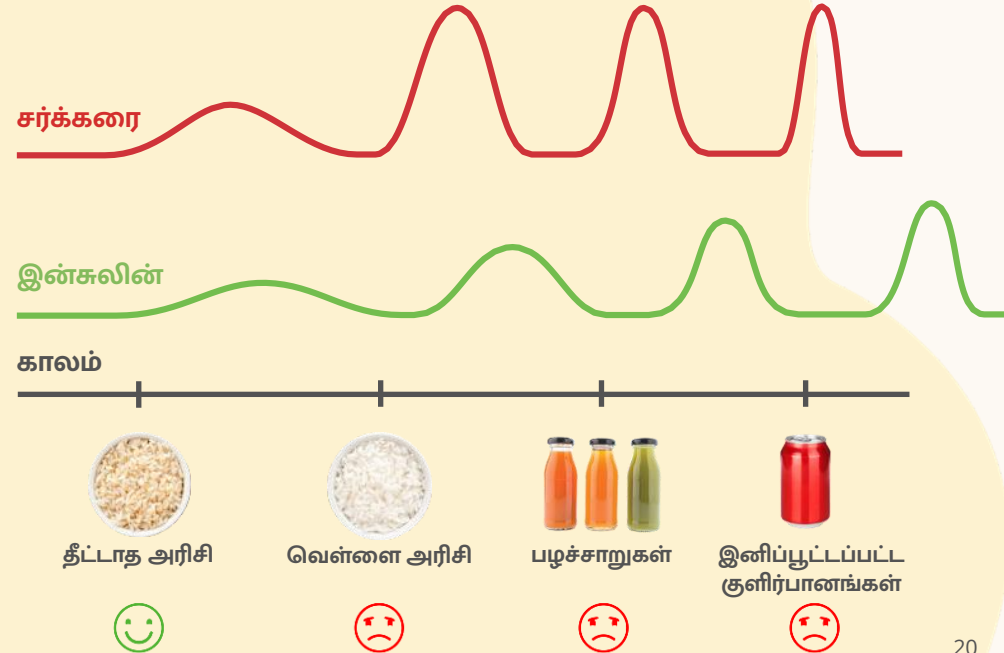 சர்க்கரை
இன்சுலின்
காலம்
தீட்டாத அரிசி
வெள்ளை அரிசி
பழச்சாறுகள்
இனிப்பூட்டப்பட்ட
குளிர்பானங்கள்
20